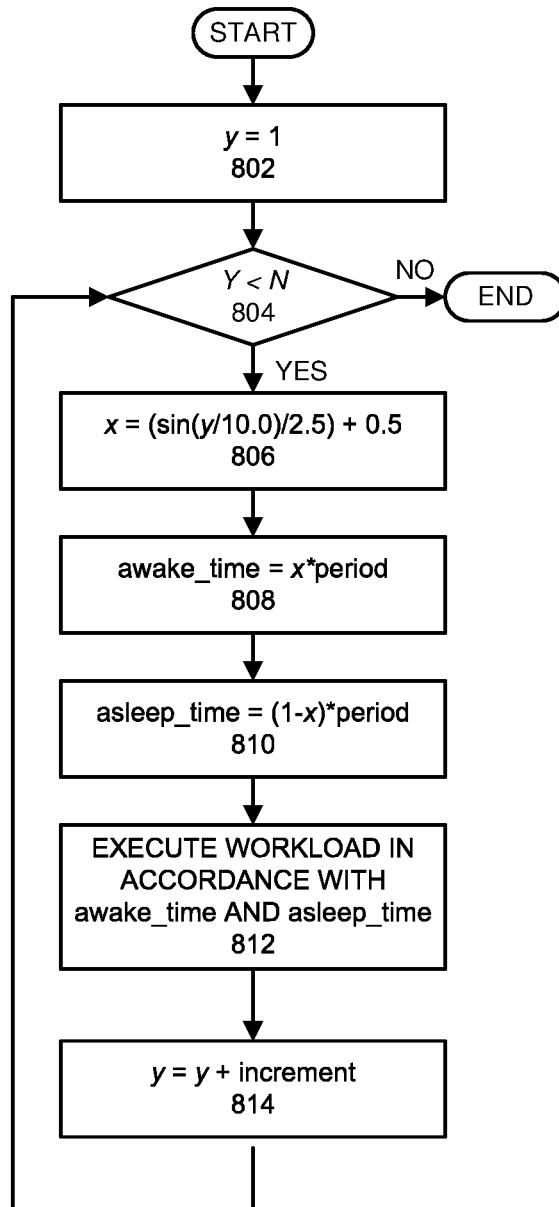 START
y = 1
802
Y < N
804
NO
END
YES
x = (sin(y/10.0)/2.5) + 0.5
806
awake_time = x*period
808
asleep_time = (1-x)*period
810
EXECUTE WORKLOAD IN
ACCORDANCE WITH
awake_time AND asleep_time
812
y = y + increment
814